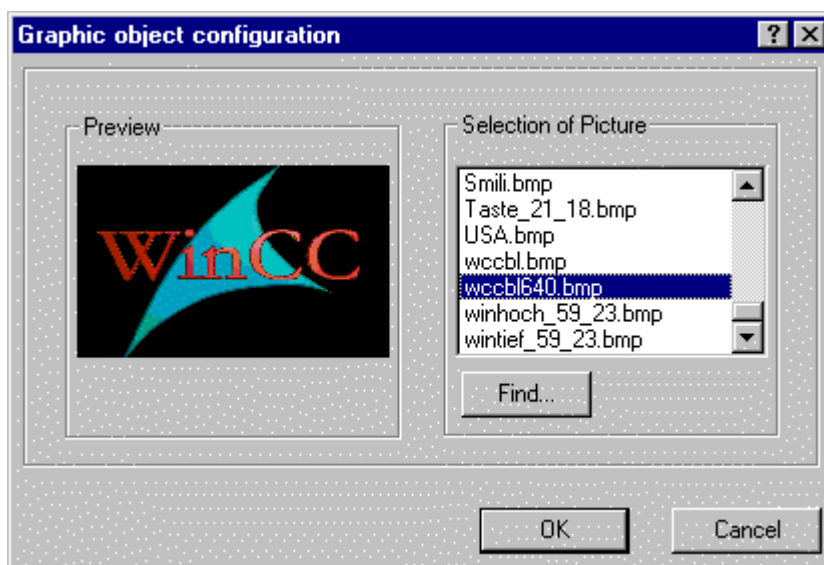 Graphic object configuration
Preview
WinCC
Selection of Picture
Smili.bmp
Taste_21_18.bmp
USA.bmp
wccbl.bmp
wccbl640.bmp
winhoch_59_23.bmp
wintief_59_23.bmp
Find...
OK
Cancel